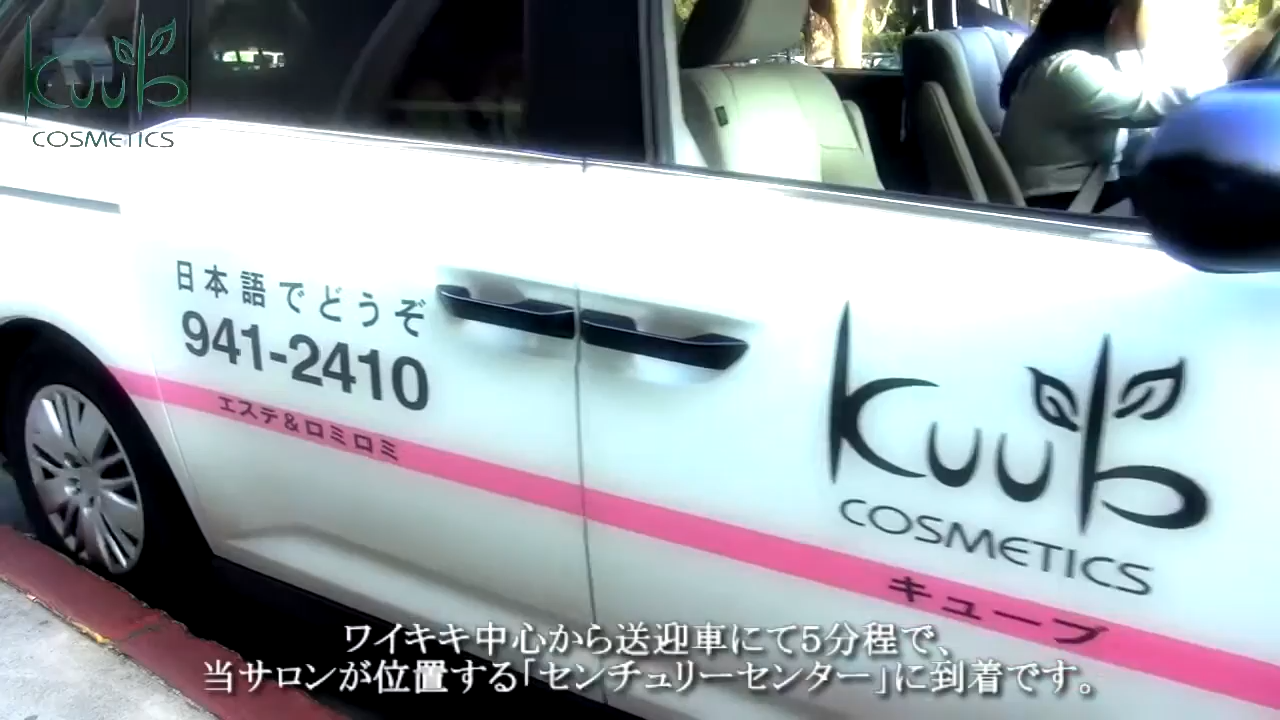 kuub
COSMETICS
日本語でどうぞ
941-2410
エステ&ロミロミ
kuub
COSMETICS
キューブ
ワイキキ中心から送迎車にて5分程で、
当サロンが位置する「センチュリーセンター」に到着です。